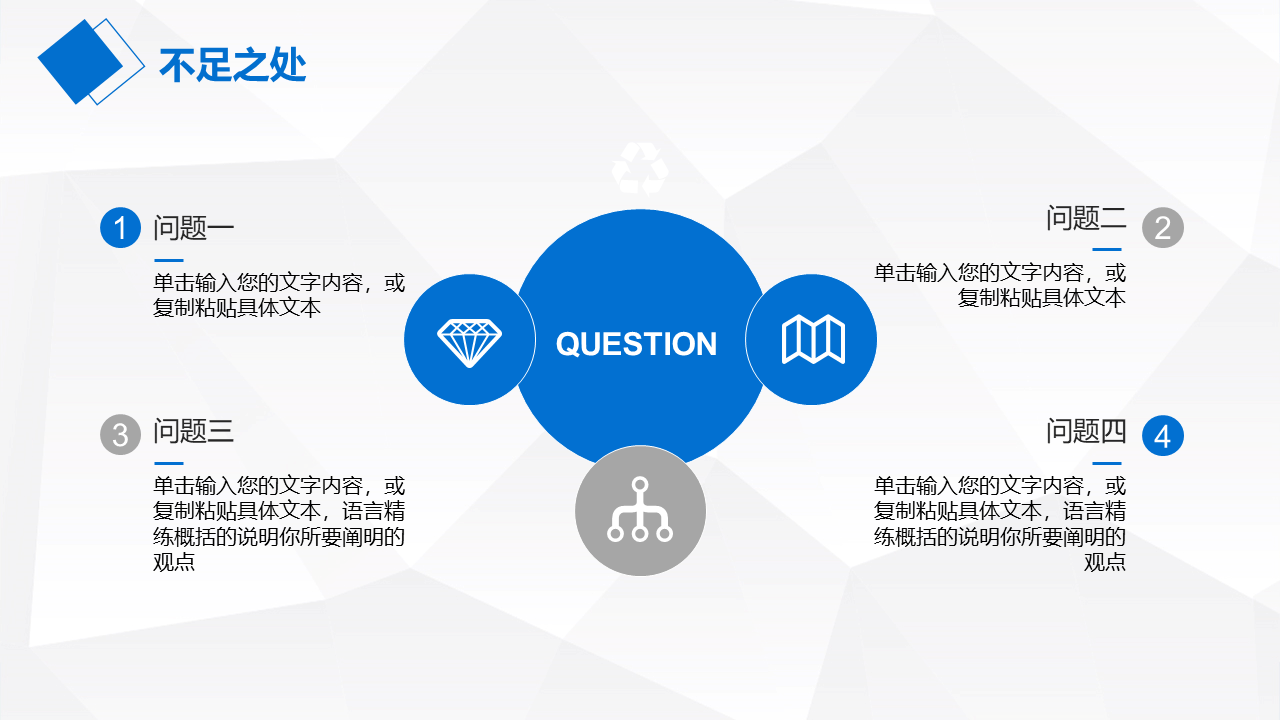 不足之处
1 问题一
单击输入您的文字内容，或
复制粘贴具体文本
问题二 2
单击输入您的文字内容，或
复制粘贴具体文本
QUESTION
3 问题三
单击输入您的文字内容，或
复制粘贴具体文本，语言精
练概括的说明你所要阐明的
观点
问题四 4
单击输入您的文字内容，或
复制粘贴具体文本，语言精
练概括的说明你所要阐明的
观点